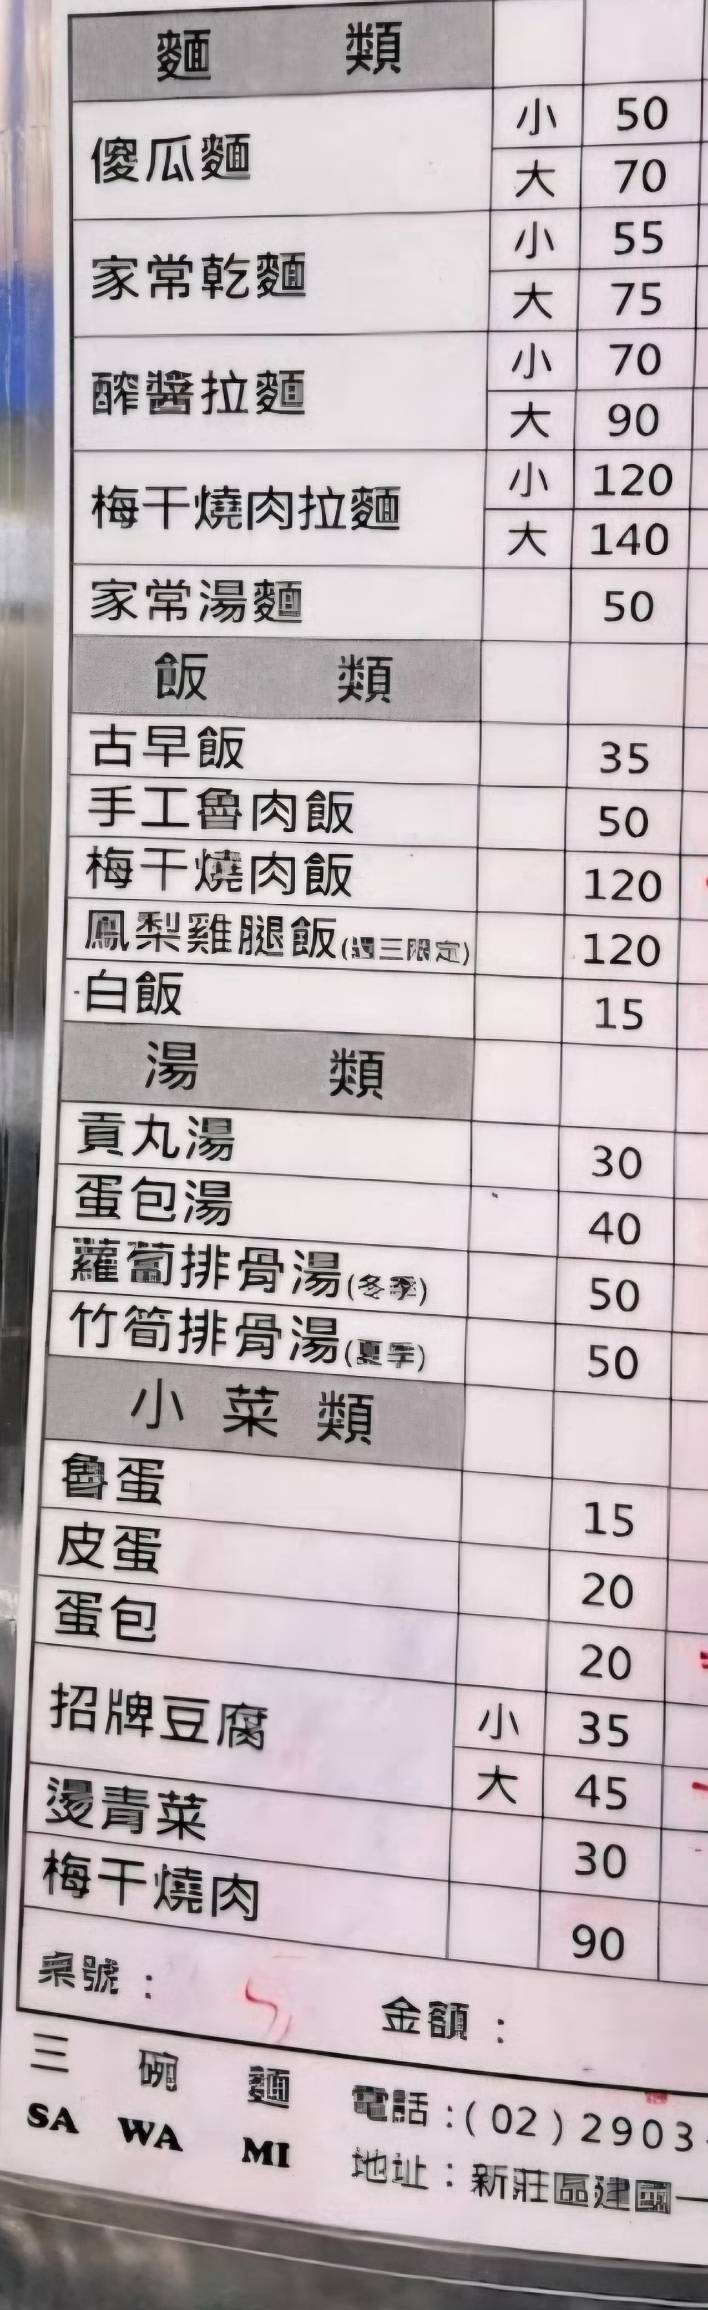 麵 類
傻瓜麵 小 50
大 70
家常乾麵 小 55
大 75
醡醬拉麵 小 70
大 90
梅干燒肉拉麵 小 120
大 140
家常湯麵 50
飯 類
古早飯 35
手工魯肉飯 50
梅干燒肉飯 120
鳳梨雞腿飯(週三限定) 120
白飯 15
湯 類
貢丸湯 30
蛋包湯 40
蘿蔔排骨湯(冬季) 50
竹筍排骨湯(夏季) 50
小菜類
魯蛋 15
皮蛋 20
蛋包 20
招牌豆腐 小 35
大 45
燙青菜 30
梅干燒肉 90
桌號： 5 金額：
三碗麵 電話:(02)2903
SA WA MI 地址：新莊區建國一